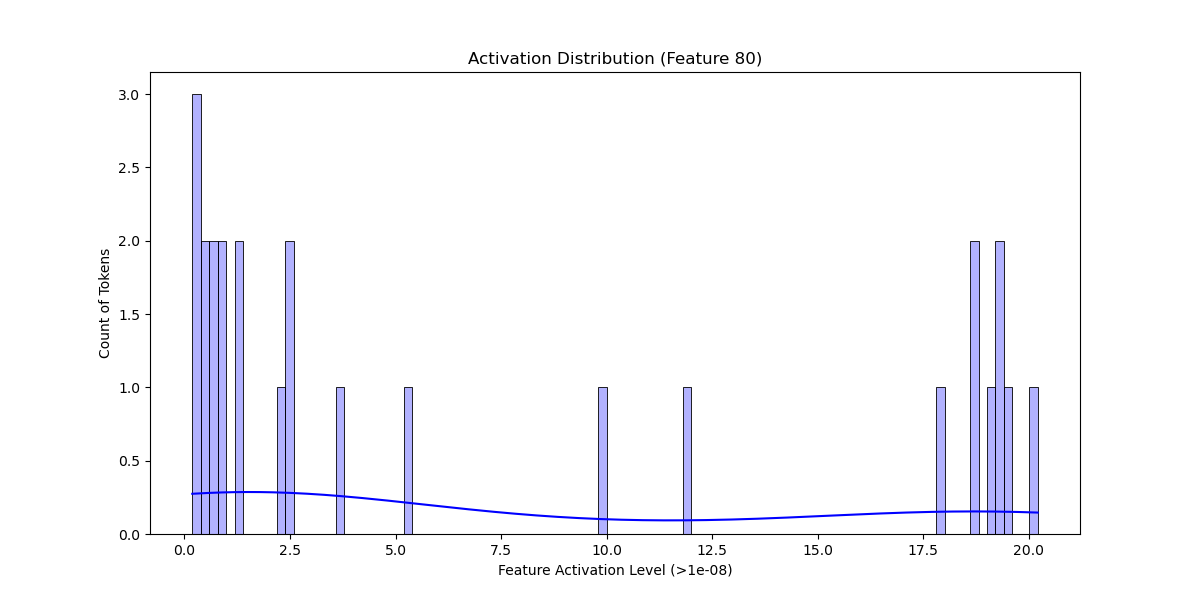 Activation Distribution (Feature 80)
3.0
2.5
2.0
1.5
1.0
0.5
0.0
Count of Tokens
0.0 2.5 5.0 7.5 10.0 12.5 15.0 17.5 20.0
Feature Activation Level (>1e-08)